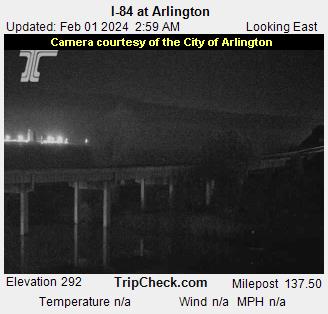 I-84 at Arlington
Updated: Feb 01 2024 2:59 AM Looking East
Camera courtesy of the City of Arlington
Elevation 292 TripCheck.com Milepost 137.50
Temperature n/a Wind n/a MPH n/a